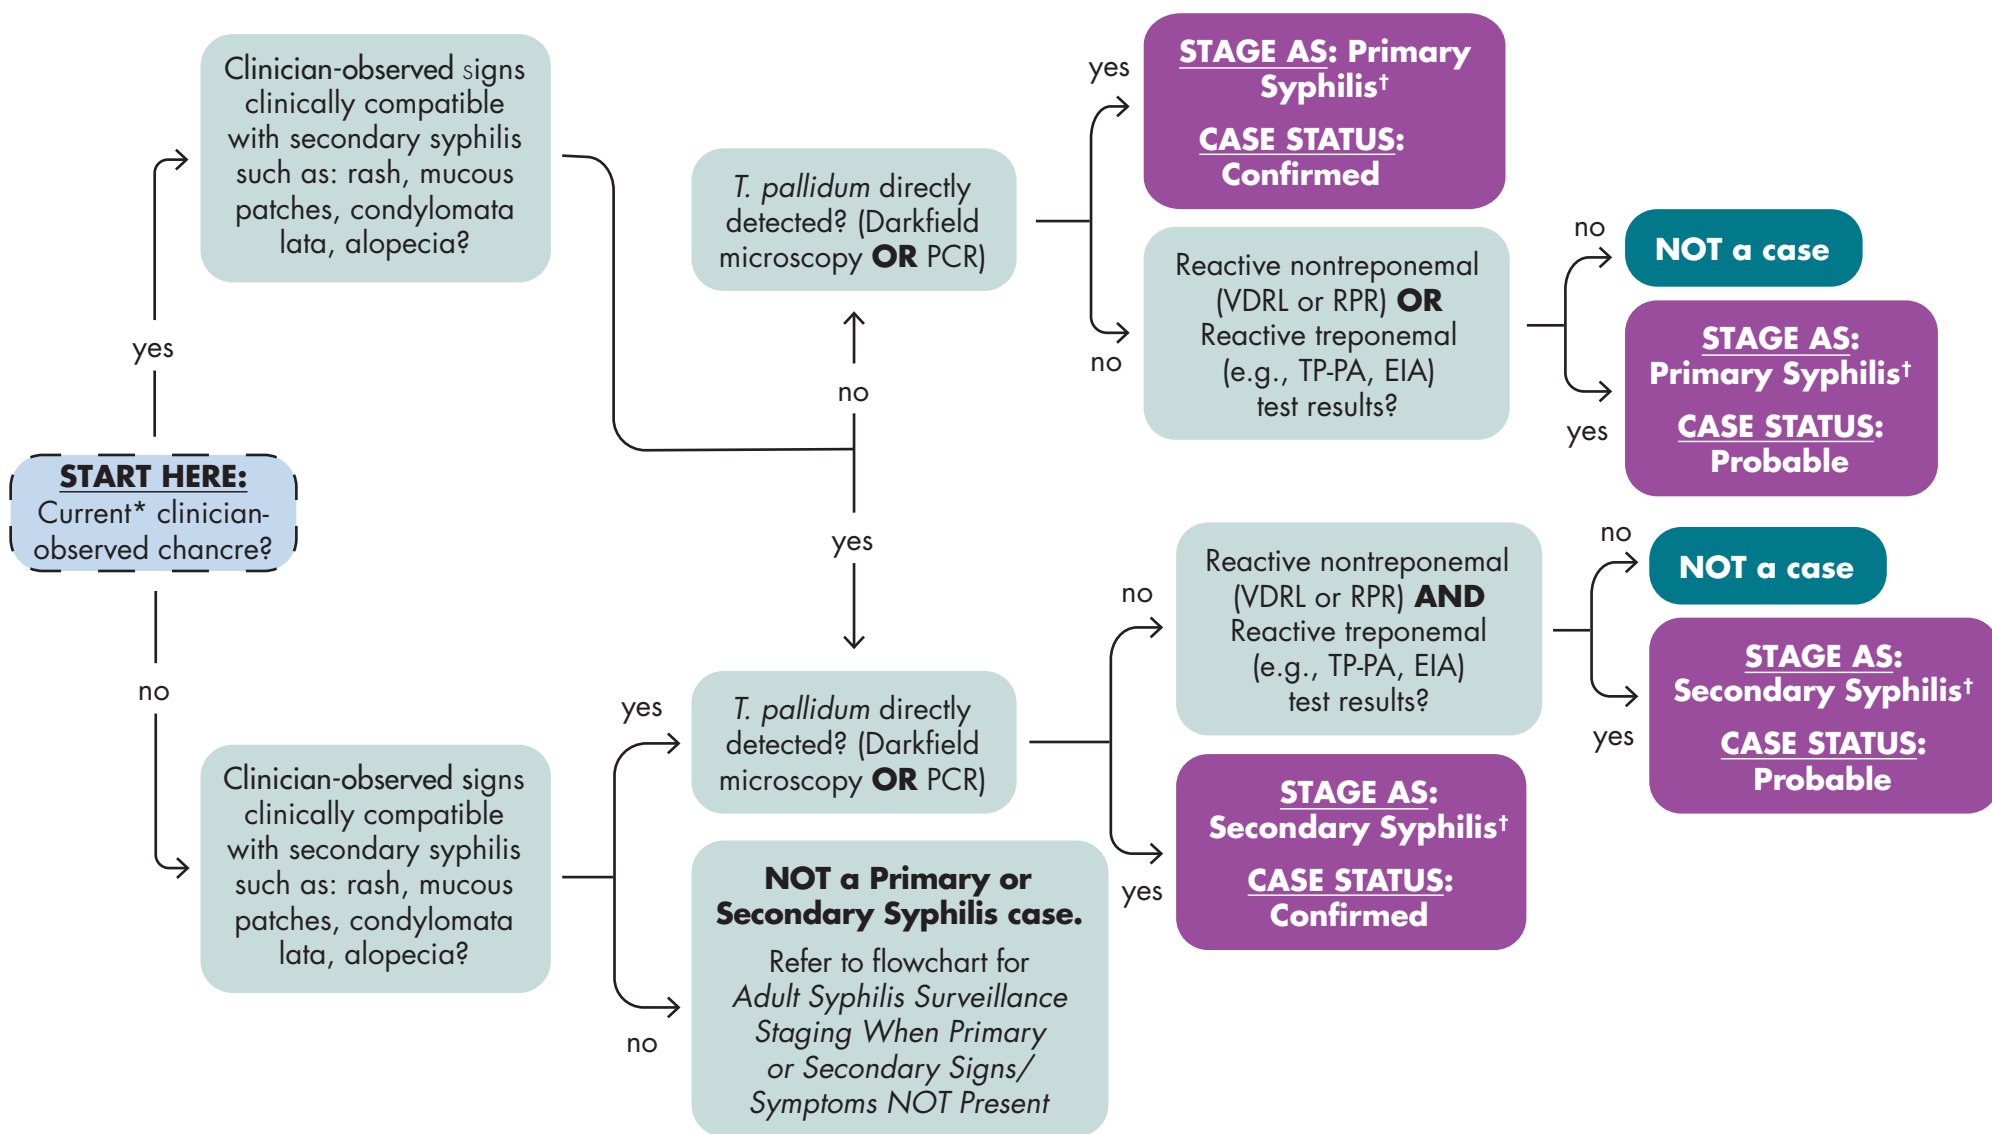 START HERE:
Current* clinician-
observed chancre?
yes
Clinician-observed signs
clinically compatible
with secondary syphilis
such as: rash, mucous
patches, condylomata
lata, alopecia?
no
T. pallidum directly
detected? (Darkfield
microscopy OR PCR)
yes
STAGE AS: Primary
Syphilis†
CASE STATUS:
Confirmed
no
Reactive nontreponemal
(VDRL or RPR) OR
Reactive treponemal
(e.g., TP-PA, EIA)
test results?
no
NOT a case
yes
STAGE AS:
Primary Syphilis†
CASE STATUS:
Probable
yes
no
Clinician-observed signs
clinically compatible
with secondary syphilis
such as: rash, mucous
patches, condylomata
lata, alopecia?
yes
T. pallidum directly
detected? (Darkfield
microscopy OR PCR)
no
Reactive nontreponemal
(VDRL or RPR) AND
Reactive treponemal
(e.g., TP-PA, EIA)
test results?
no
NOT a case
yes
STAGE AS:
Secondary Syphilis†
CASE STATUS:
Probable
yes
STAGE AS:
Secondary Syphilis†
CASE STATUS:
Confirmed
no
NOT a Primary or
Secondary Syphilis case.
Refer to flowchart for
Adult Syphilis Surveillance
Staging When Primary
or Secondary Signs/
Symptoms NOT Present